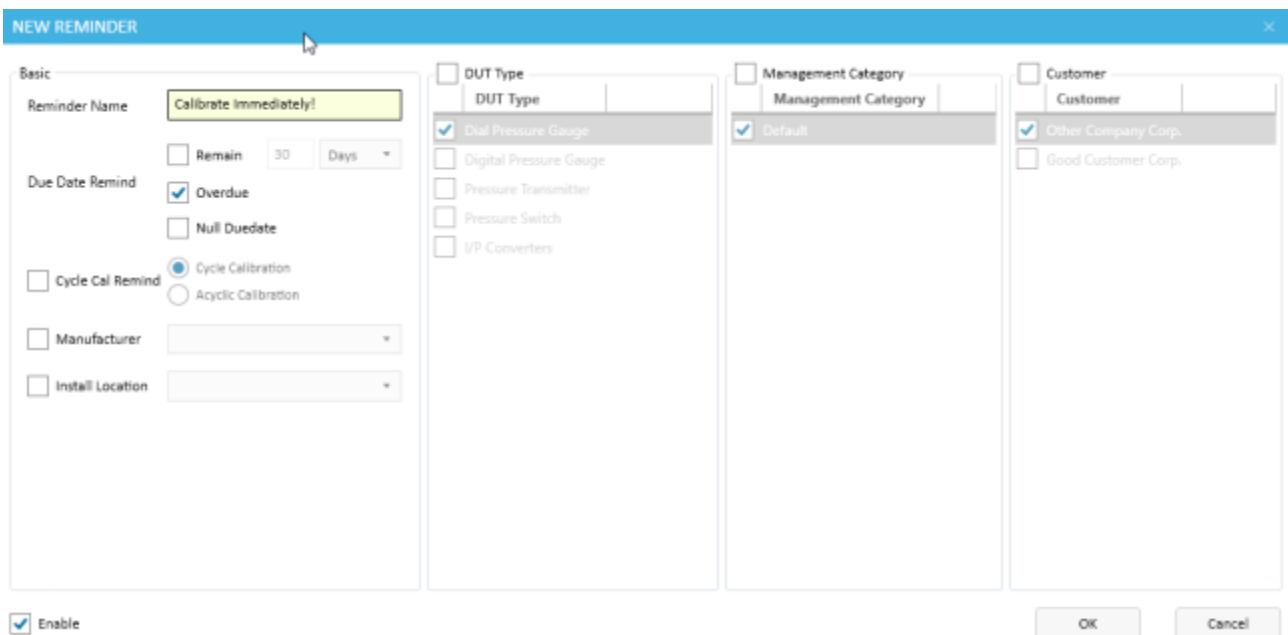 NEW REMINDER
Basic
Reminder Name
Calibrate Immediately!
Due Date Remind
Remain
30
Days
Overdue
Null Duedate
Cycle Cal Remind
Cycle Calibration
Acyclic Calibration
Manufacturer
Install Location
DUT Type
DUT Type
Dial Pressure Gauge
Digital Pressure Gauge
Pressure Transmitter
Pressure Switch
I/P Converters
Management Category
Management Category
Default
Customer
Customer
Other Company Corp.
Good Customer Corp.
Enable
OK
Cancel